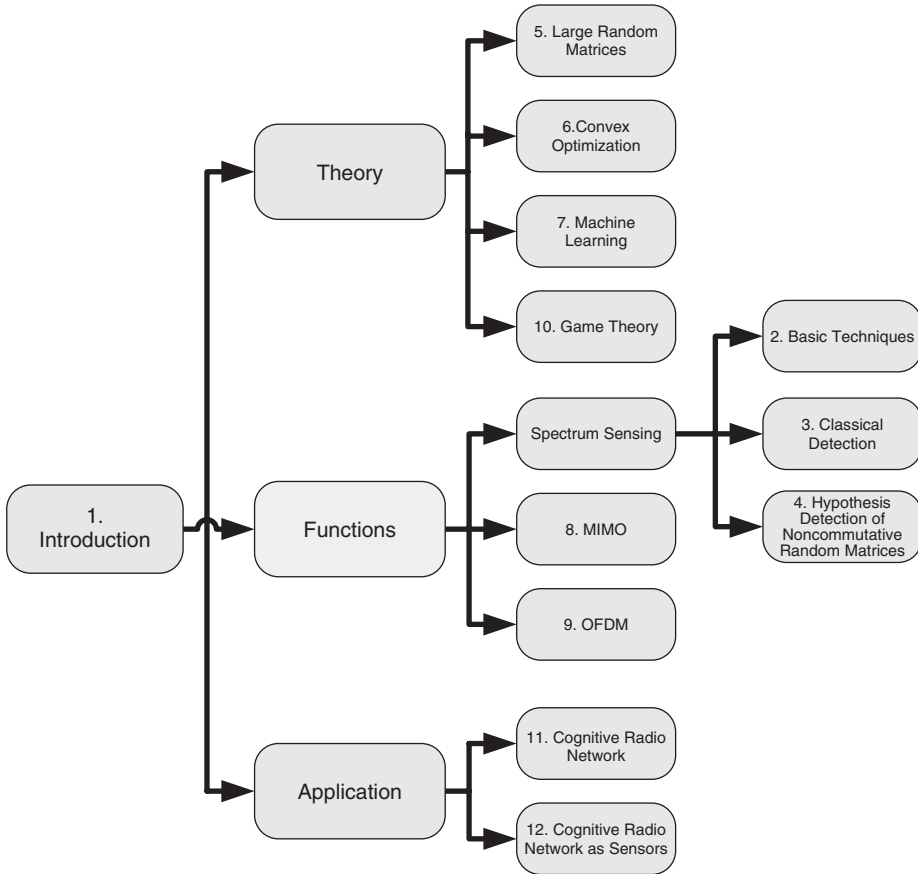 5. Large Random
Matrices
6.Convex
Optimization
Theory
7. Machine
Learning
10. Game Theory
2. Basic Techniques
Spectrum Sensing
3. Classical
Detection
1.
Introduction
Functions
8. MIMO
4. Hypothesis
Detection of
Noncommutative
Random Matrices
9. OFDM
11. Cognitive Radio
Network
Application
12. Cognitive Radio
Network as Sensors